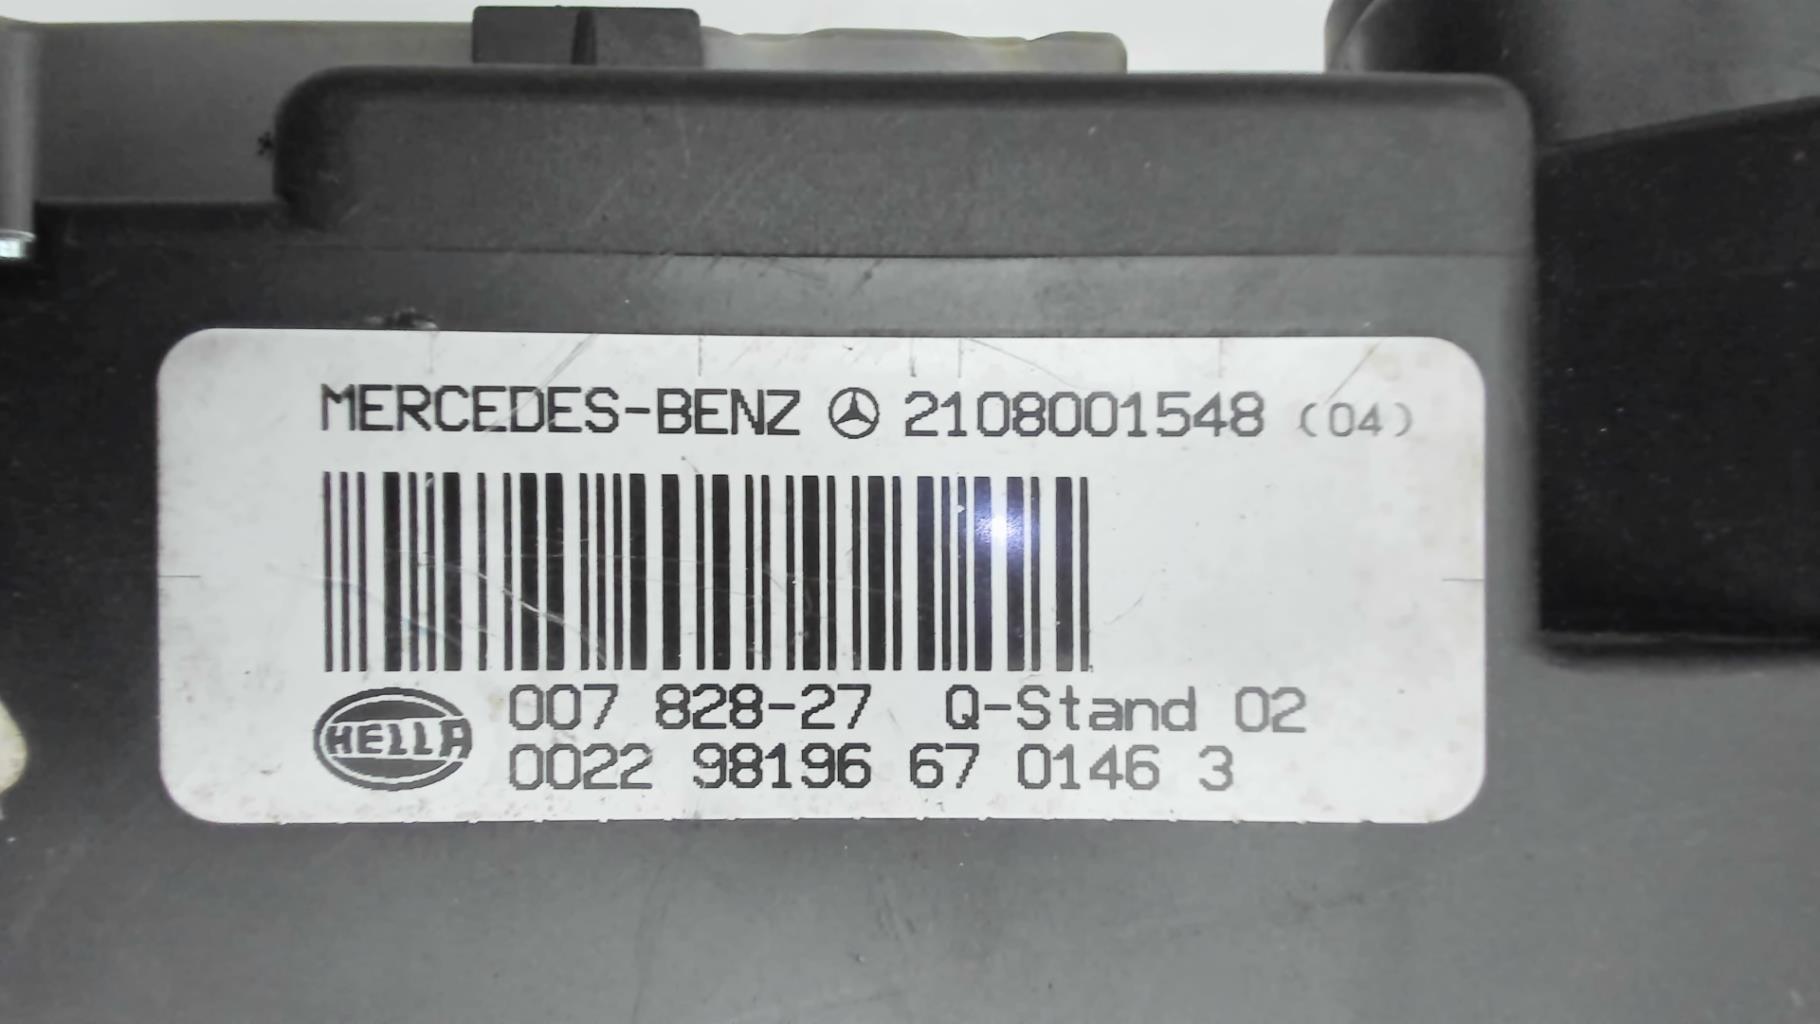 MERCEDES-BENZ 2108001548 (04)
HELLA
007 828-27 Q-Stand 02
0022 98196 67 0146 3